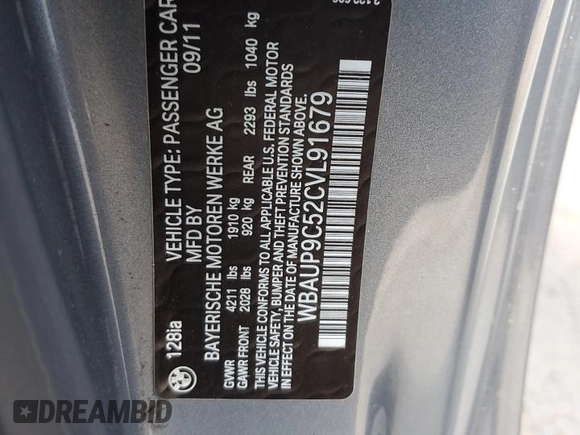 128ia
VEHICLE TYPE: PASSENGER CAR
MFD BY 09/11
BAYERISCHE MOTOREN WERKE AG
GVWR 4211 lbs 1910 kg
GAWR FRONT 2028 lbs 920 kg REAR 2293 lbs 1040 kg
THIS VEHICLE CONFORMS TO ALL APPLICABLE U.S. FEDERAL MOTOR
VEHICLE SAFETY, BUMPER AND THEFT PREVENTION STANDARDS
IN EFFECT ON THE DATE OF MANUFACTURE SHOWN ABOVE.
WBAUP9C52CVL91679
DREAMBID